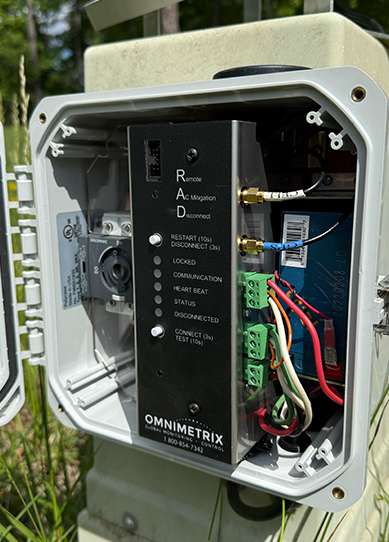 Remote
AC Mitigation
Disconnect
RESTART (10s)
DISCONNECT (3s)
LOCKED
COMMUNICATION
HEART BEAT
STATUS
DISCONNECTED
CONNECT (3s)
TEST (10s)
OMNIMETRIX
GLOBAL MONITORING • CONTROL
1 800-854-7342